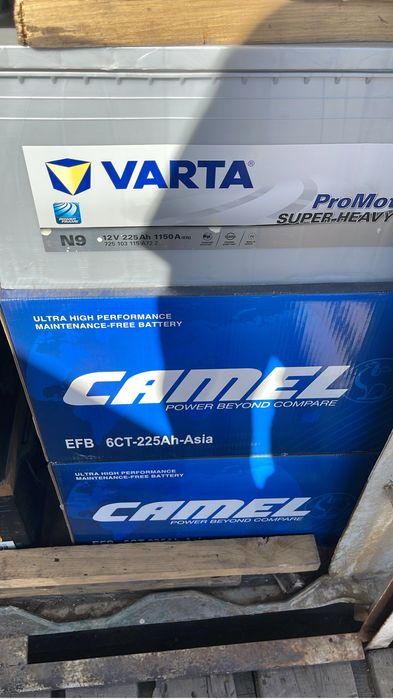 VARTA®
ProMot
SUPER-HEAVY
N9 12V 225Ah 1150A (EN)
725 103 115 A72 2
ULTRA HIGH PERFORMANCE
MAINTENANCE-FREE BATTERY
CAMEL
POWER BEYOND COMPARE
EFB 6CT-225Ah-Asia
ULTRA HIGH PERFORMANCE
MAINTENANCE-FREE BATTERY
CAMEL
POWER BEYOND COMPARE